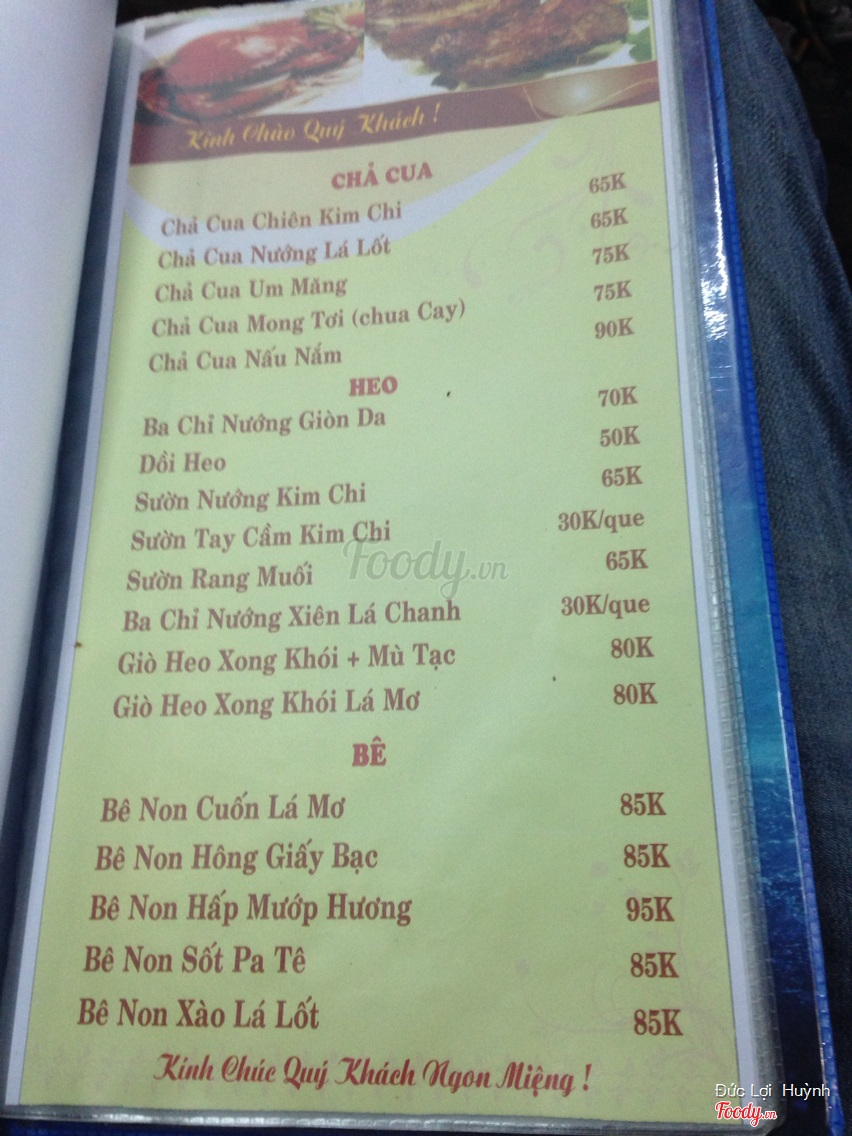 Kính Chào Quý Khách !
CHẢ CUA
Chả Cua Chiên Kim Chi 65K
Chả Cua Nướng Lá Lốt 65K
Chả Cua Um Măng 75K
Chả Cua Mong Tơi (chua Cay) 75K
Chả Cua Nấu Nắm 90K
HEO
Ba Chỉ Nướng Giòn Da 70K
Dồi Heo 50K
Sườn Nướng Kim Chi 65K
Sườn Tay Cầm Kim Chi 30K/que
Sườn Rang Muối 65K
Ba Chỉ Nướng Xiên Lá Chanh 30K/que
Giò Heo Xong Khói + Mù Tạc 80K
Giò Heo Xong Khói Lá Mơ 80K
BÊ
Bê Non Cuốn Lá Mơ 85K
Bê Non Hông Giấy Bạc 85K
Bê Non Hấp Mướp Hương 95K
Bê Non Sốt Pa Tê 85K
Bê Non Xào Lá Lốt 85K
Kính Chúc Quý Khách Ngon Miệng !
Foody.vn
Đức Lợi Huỳnh
Foody.vn